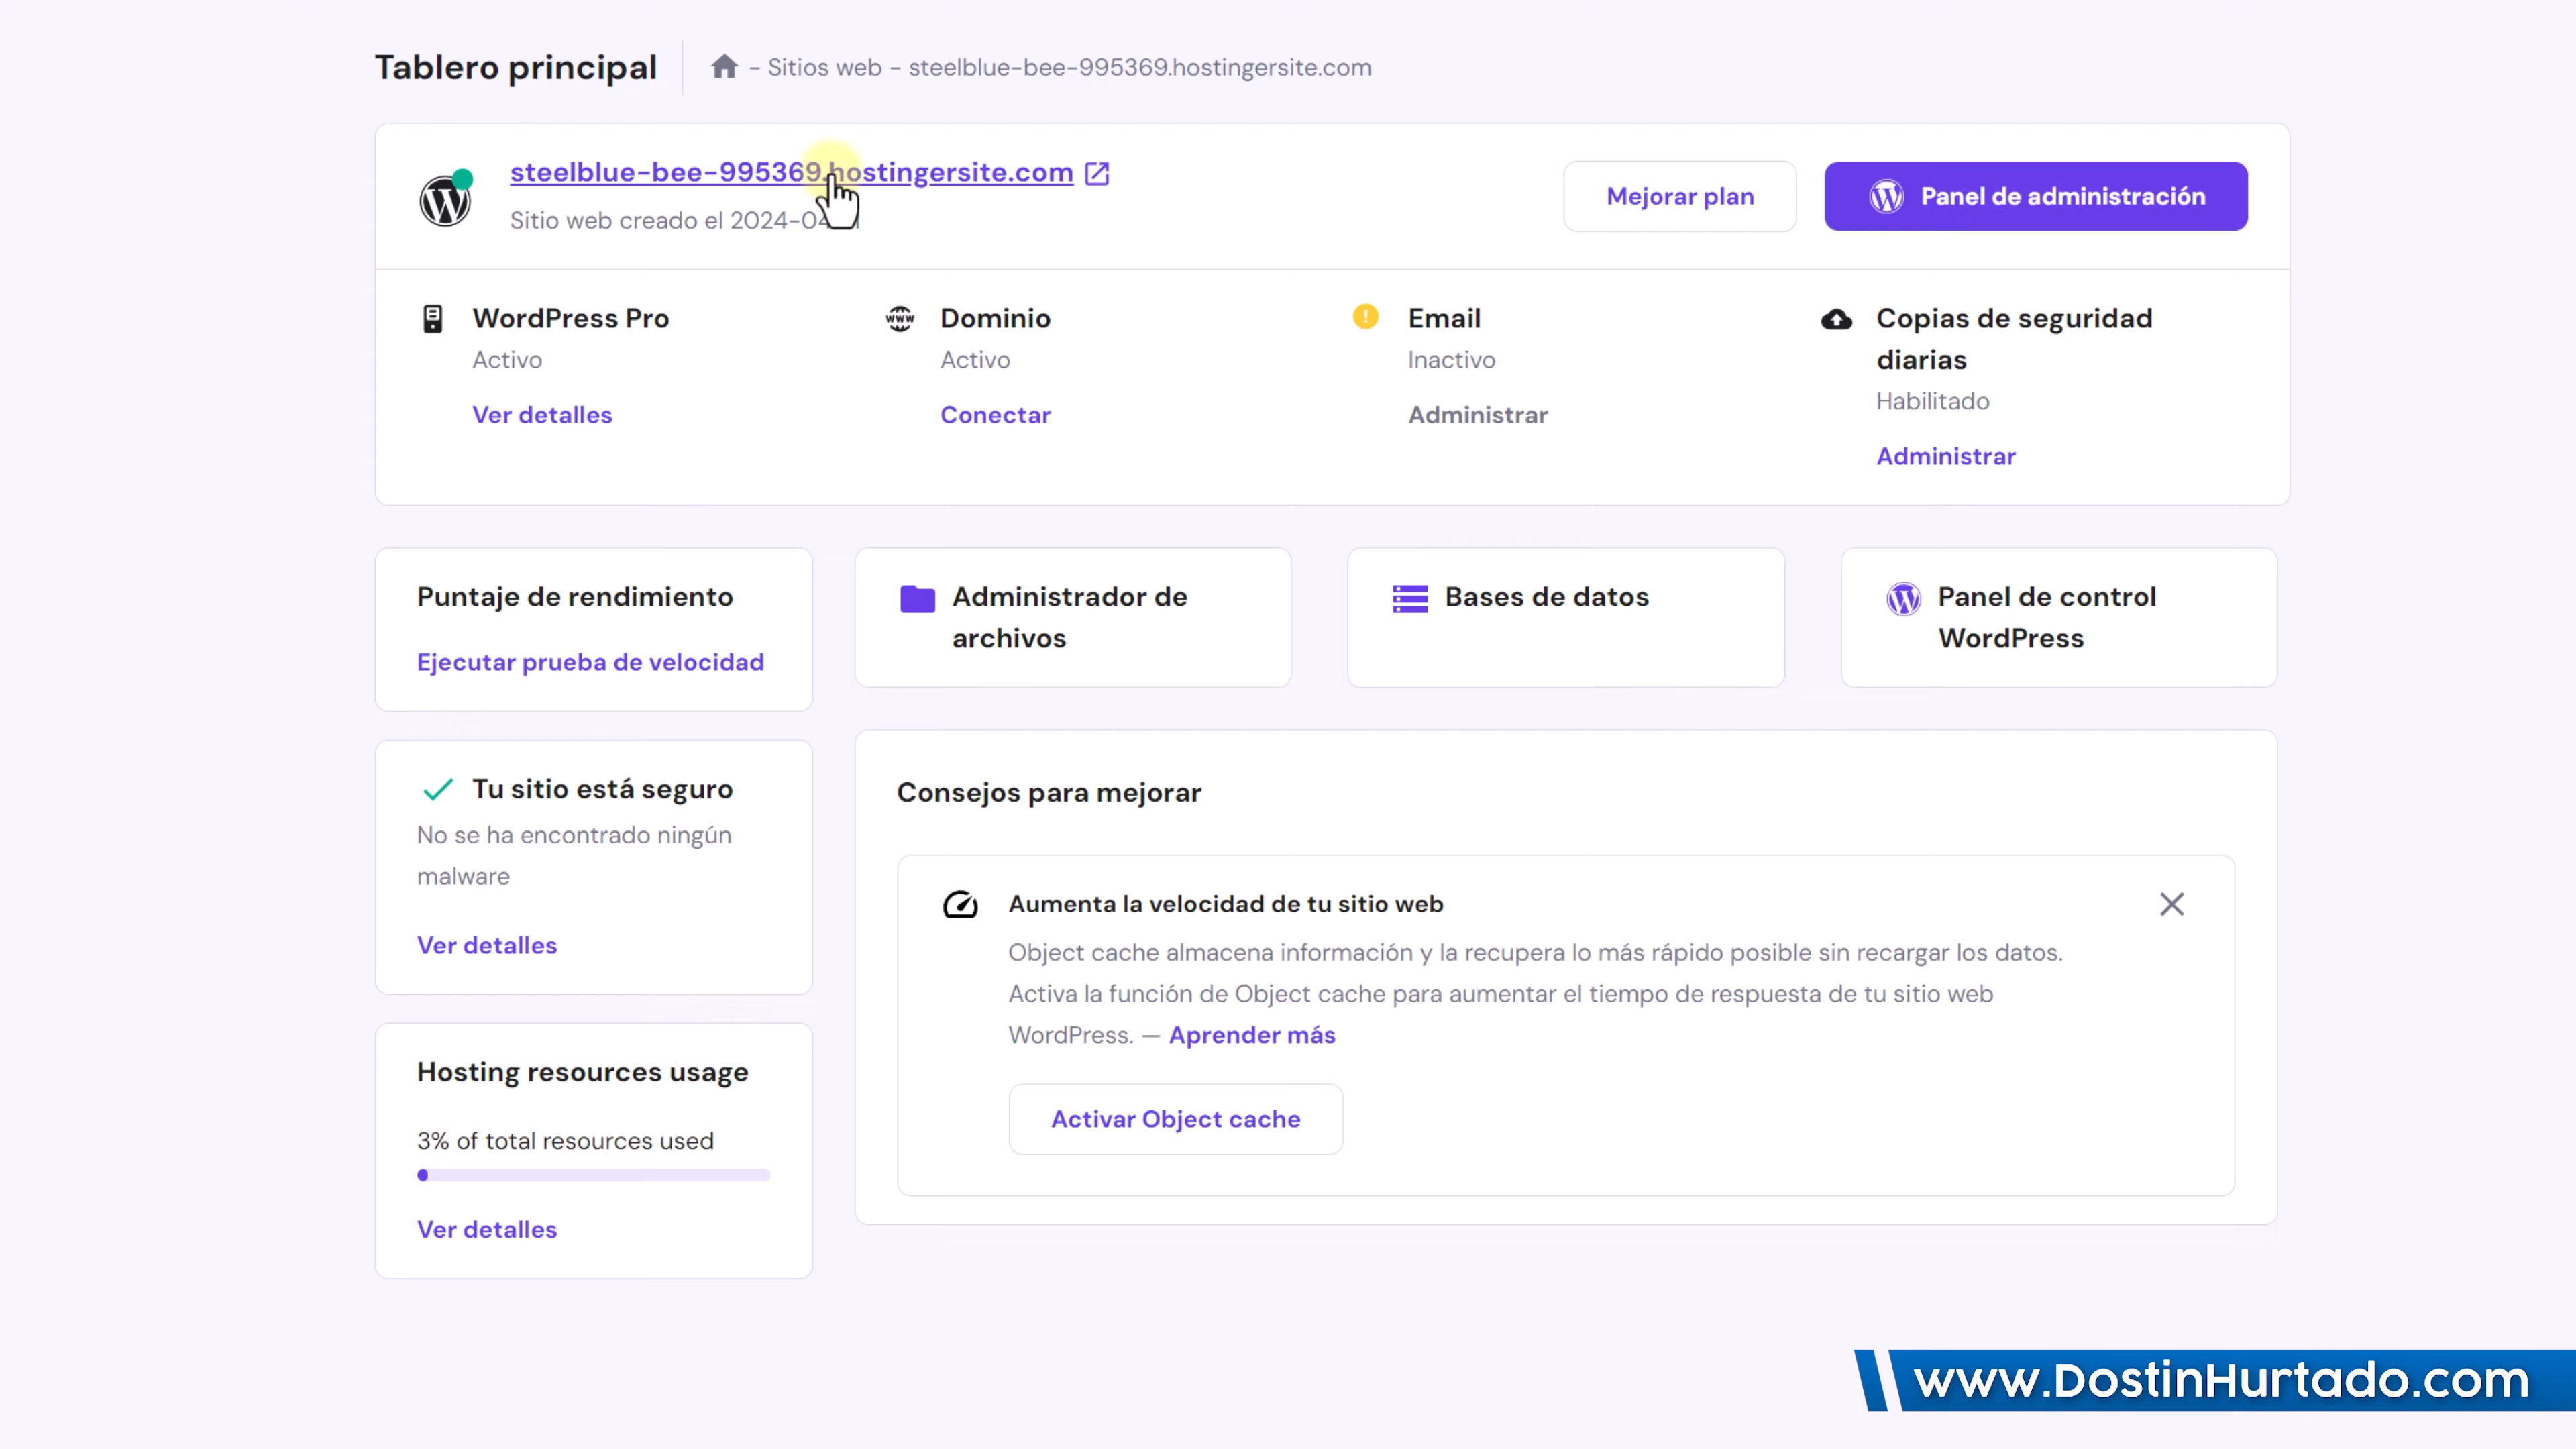 Tablero principal
- Sitios web - steelblue-bee-995369.hostingersite.com
steelblue-bee-995369.hostingersite.com
Sitio web creado el
Mejorar plan
Panel de administración
WordPress Pro
Activo
Ver detalles
Dominio
Activo
Conectar
Email
Inactivo
Administrar
Copias de seguridad
diarias
Habilitado
Administrar
Puntaje de rendimiento
Ejecutar prueba de velocidad
Administrador de
archivos
Bases de datos
Panel de control
WordPress
Tu sitio está seguro
No se ha encontrado ningún
malware
Ver detalles
Hosting resources usage
3% of total resources used
Ver detalles
Consejos para mejorar
Aumenta la velocidad de tu sitio web
Object cache almacena información y la recupera lo más rápido posible sin recargar los datos.
Activa la función de Object cache para aumentar el tiempo de respuesta de tu sitio web
WordPress. — Aprender más
Activar Object cache
www.DostinHurtado.com